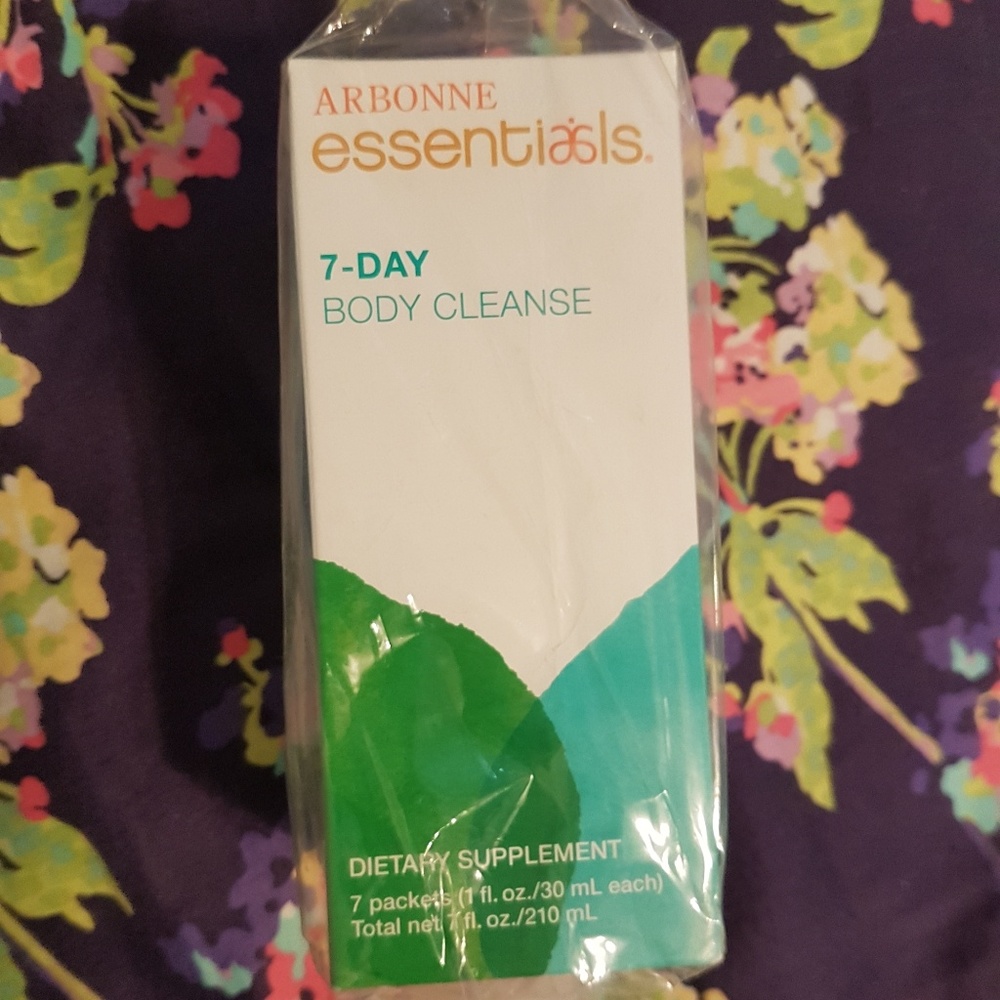 ARBONNE
essentials.
7-DAY
BODY CLEANSE
DIETARY SUPPLEMENT
7 packets (1 fl. oz./30 mL each)
Total net 7 fl. oz./210 mL